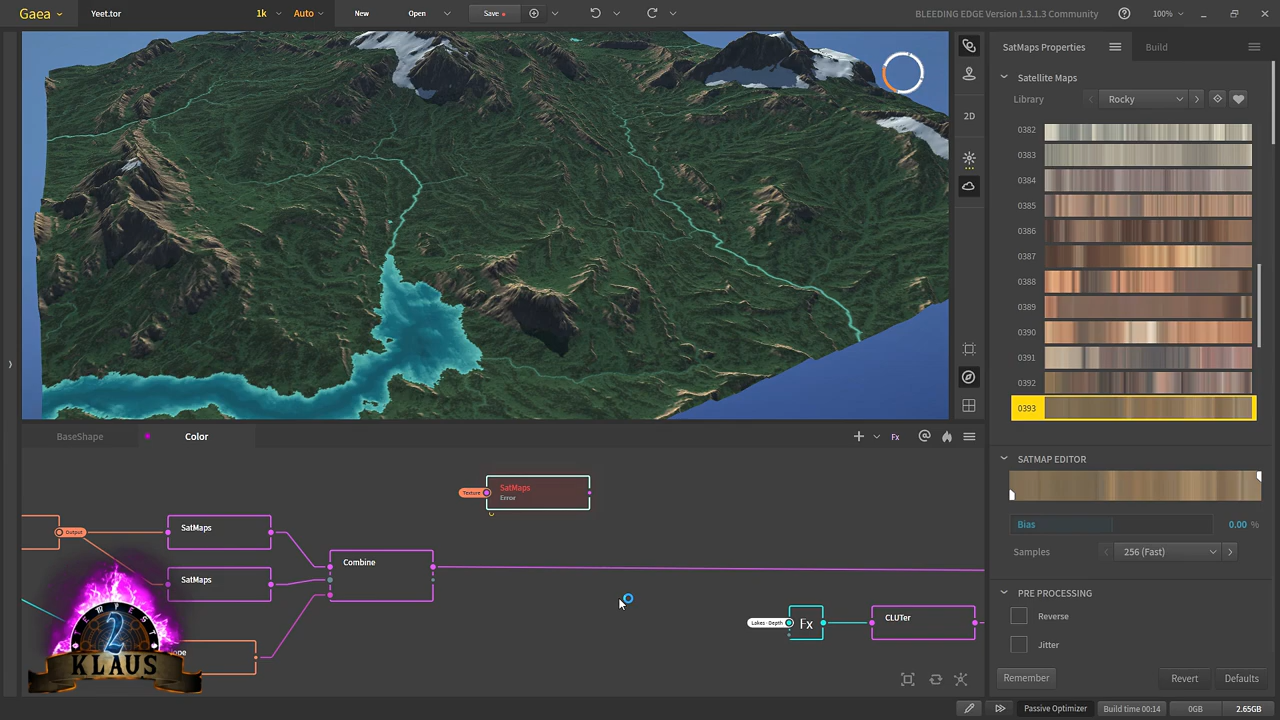 Gaea
Yeet.tor
1k
Auto
New
Open
Save
BLEEDING EDGE Version 1.3.1.3 Community
100%
2D
SatMaps Properties
Build
Satellite Maps
Library
Rocky
0382
0383
0384
0385
0386
0387
0388
0389
0390
0391
0392
0393
SATMAP EDITOR
Bias
0.00 %
Samples
256 (Fast)
PRE PROCESSING
Reverse
Jitter
Remember
Revert
Defaults
BaseShape
Color
Fx
Texture
SatMaps
Error
Output
SatMaps
SatMaps
Combine
Lakes - Depth
Fx
CLUTer
ope
TEMPEST
2
KLAUS
Passive Optimizer
Build time 00:14
0GB
2.65GB